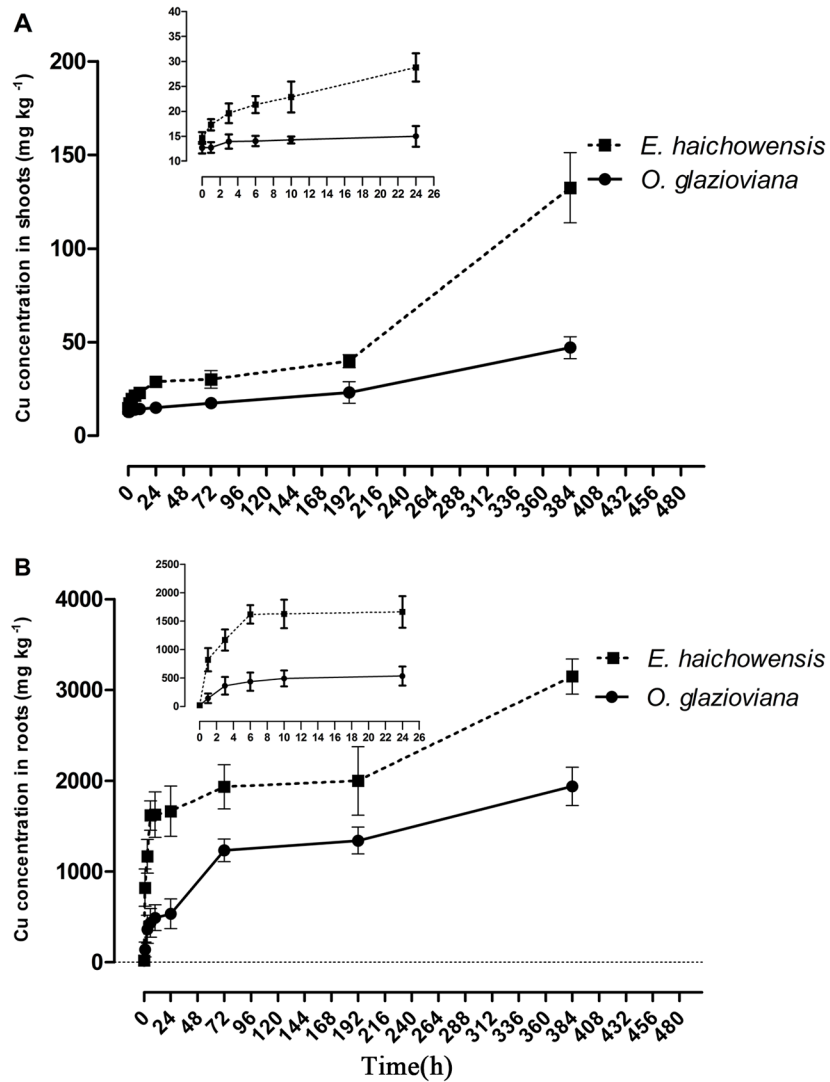 A
Cu concentration in shoots (mg kg⁻¹)
200
150
100
50
0
40
35
30
25
20
15
10
0 2 4 6 8 10 12 14 16 18 20 22 24 26
E. haichowensis
O. glazioviana
0 24 48 72 96 120 144 168 192 216 240 264 288 312 336 360 384 408 432 456 480
B
Cu concentration in roots (mg kg⁻¹)
4000
3000
2000
1000
0
2500
2000
1500
1000
500
0
0 2 4 6 8 10 12 14 16 18 20 22 24 26
E. haichowensis
O. glazioviana
0 24 48 72 96 120 144 168 192 216 240 264 288 312 336 360 384 408 432 456 480
Time(h)